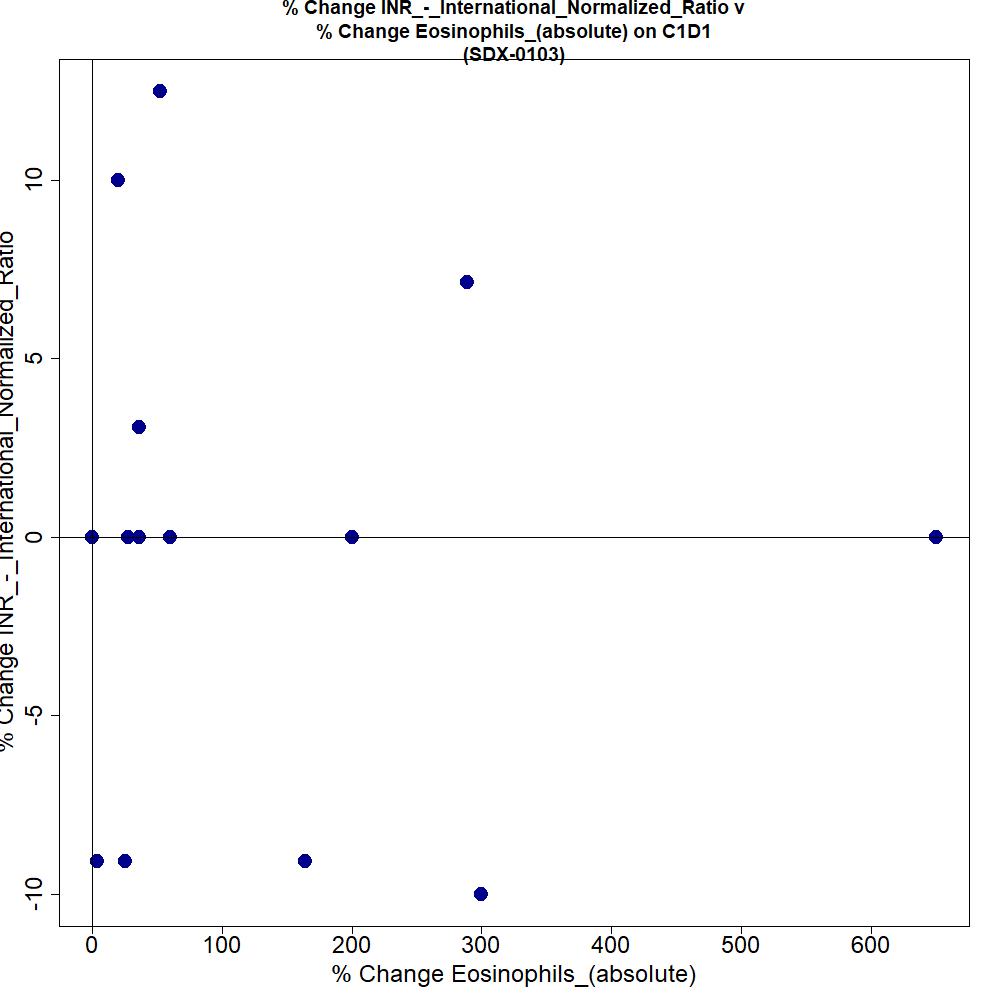 % Change INR_-_International_Normalized_Ratio v
% Change Eosinophils_(absolute) on C1D1
(SDX-0103)
% Change INR_-_International_Normalized_Ratio
10
5
0
-5
-10
0 100 200 300 400 500 600
% Change Eosinophils_(absolute)